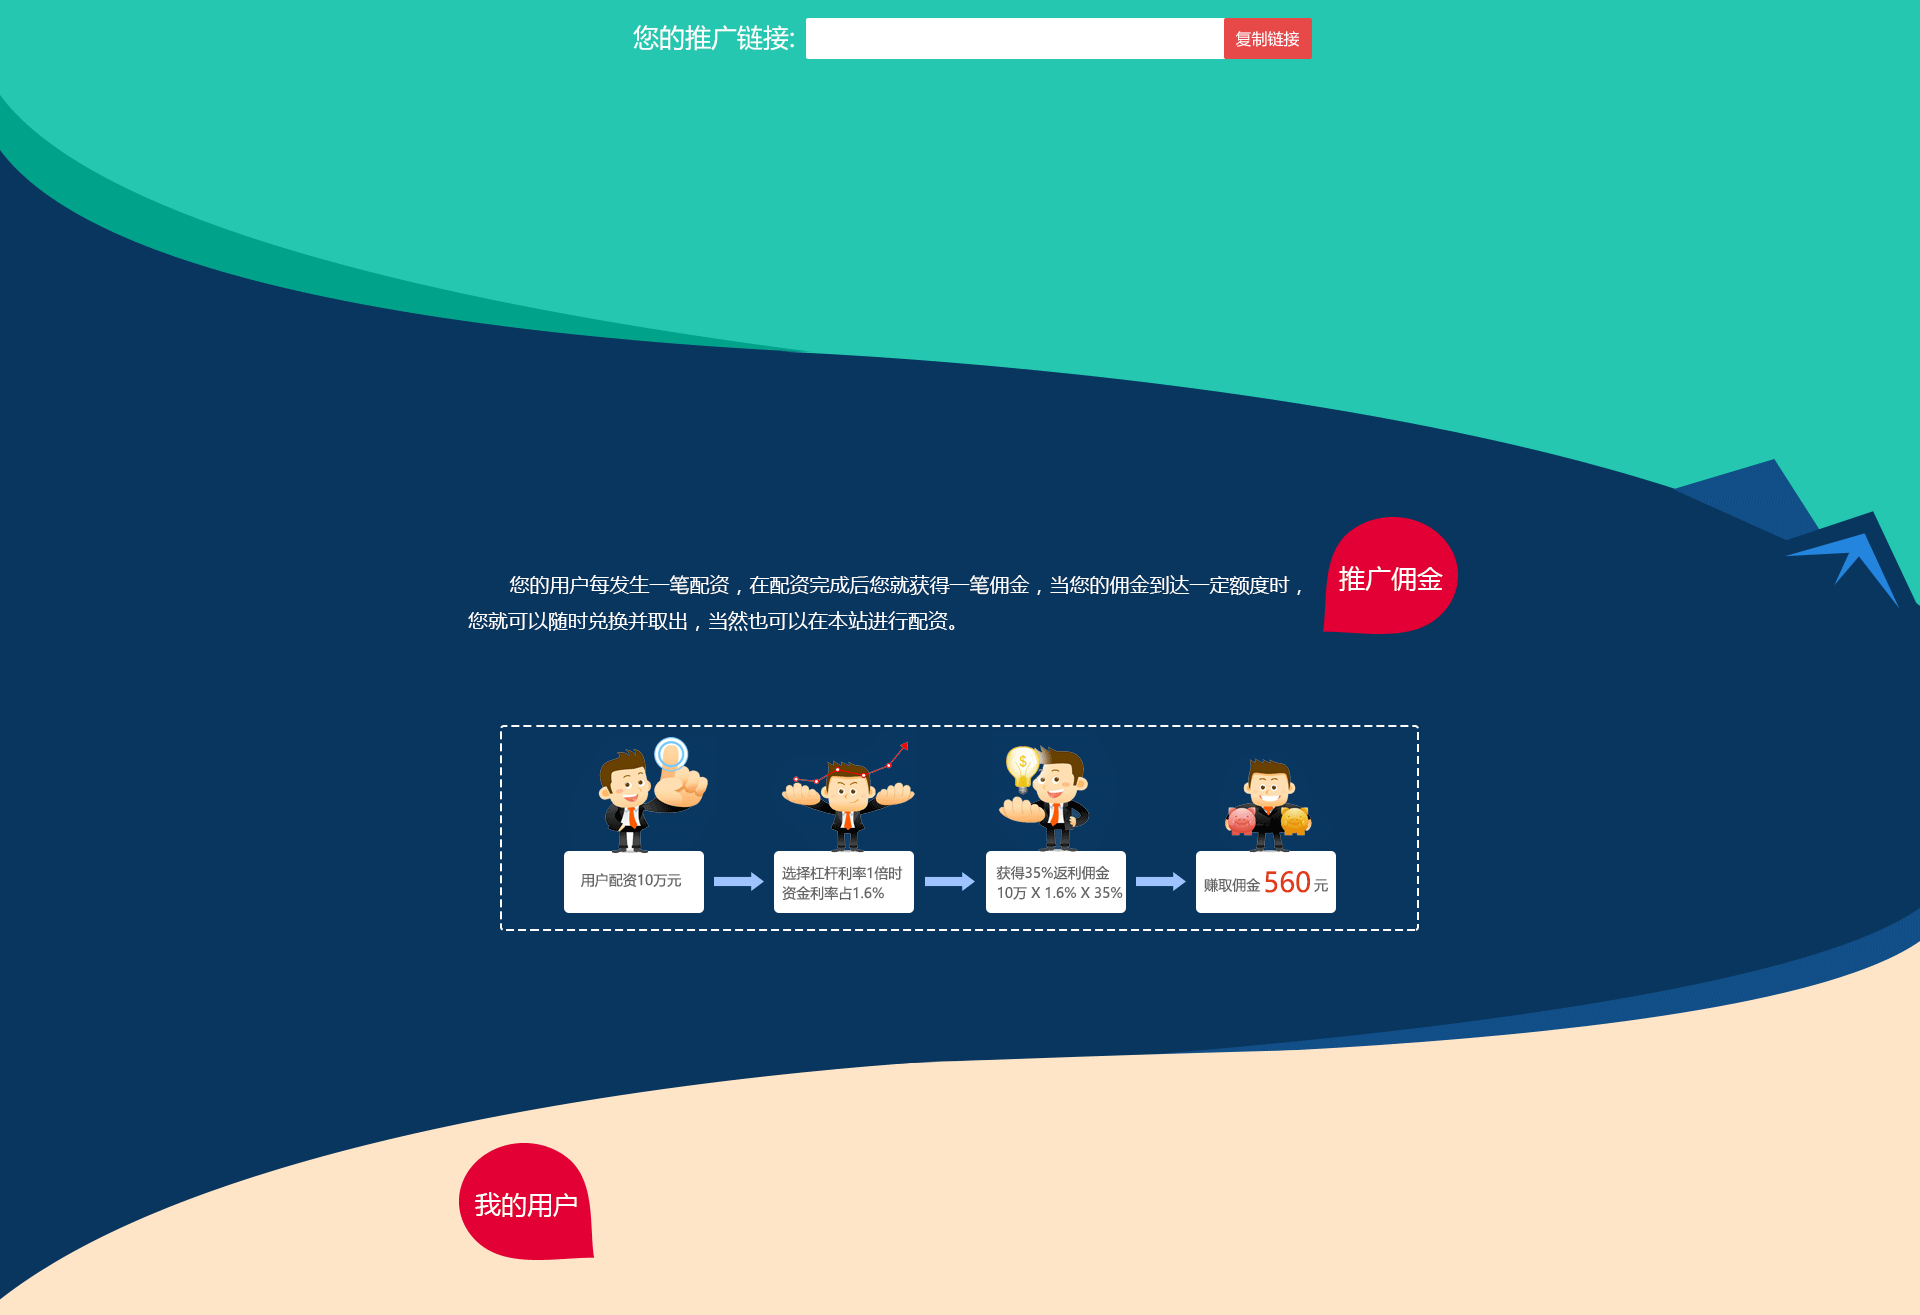 您的推广链接:
复制链接
推广佣金
您的用户每发生一笔配资，在配资完成后您就获得一笔佣金，当您的佣金到达一定额度时，
您就可以随时兑换并取出，当然也可以在本站进行配资。
$
用户配资10万元
选择杠杆利率1倍时
资金利率占1.6%
获得35%返利佣金
10万 X 1.6% X 35%
赚取佣金 560 元
我的用户